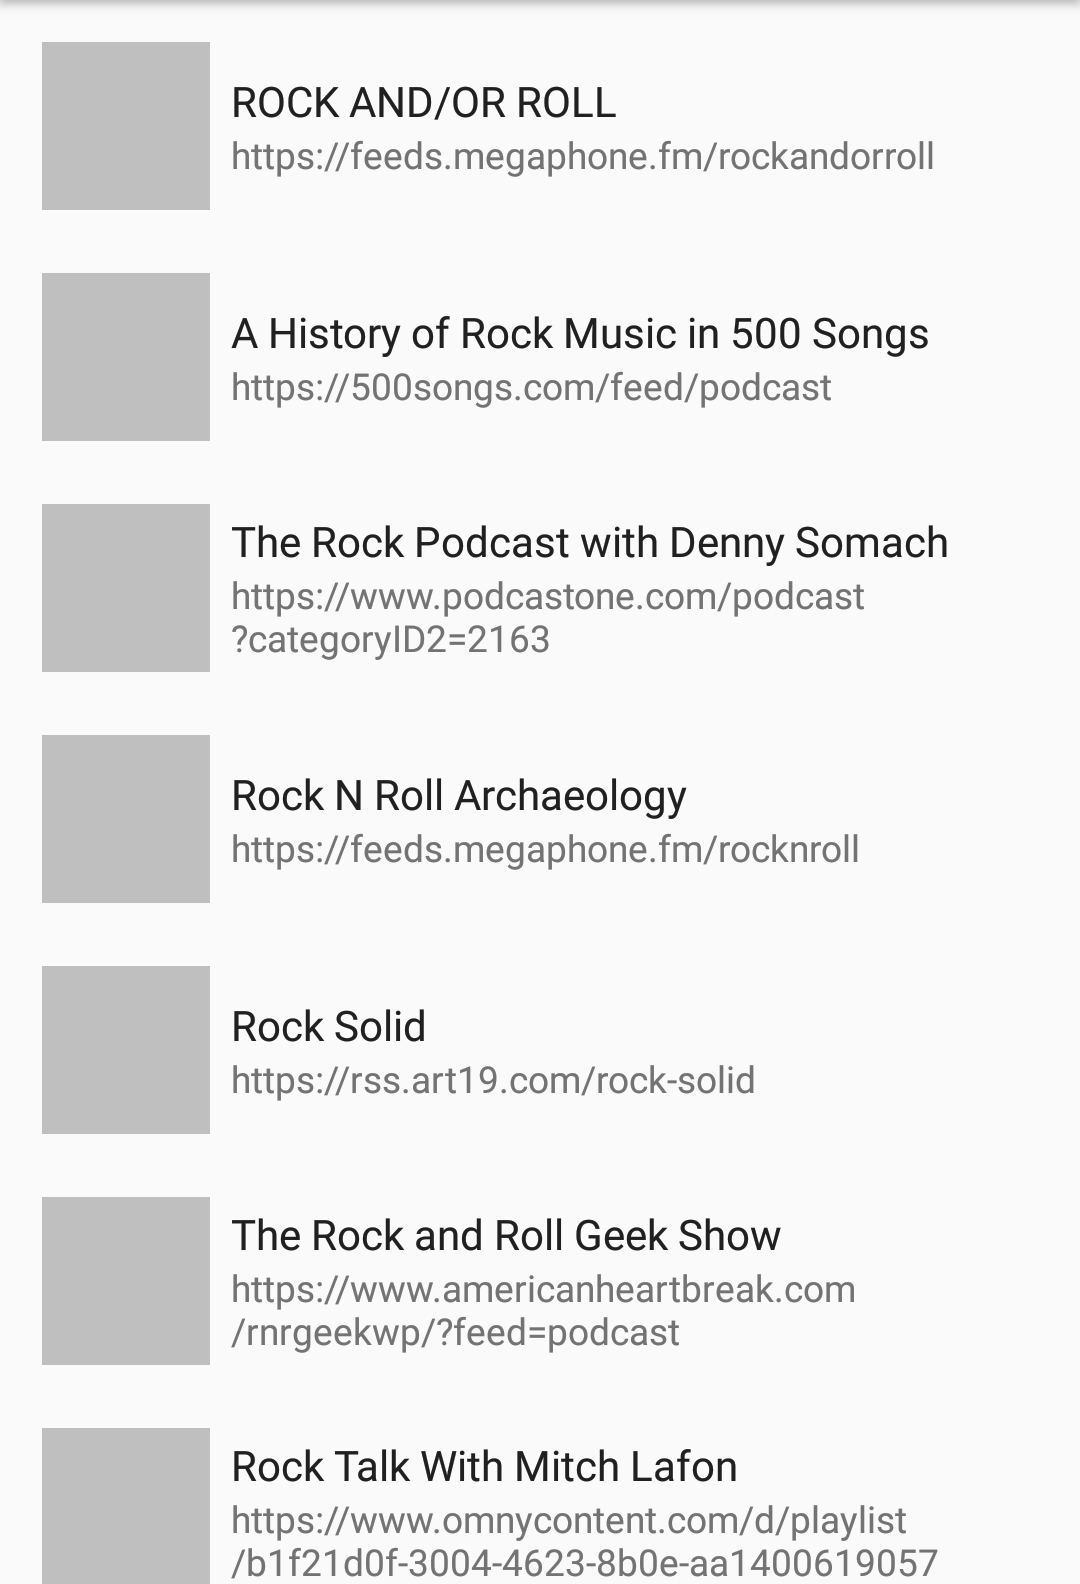 ROCK AND/OR ROLL
https://feeds.megaphone.fm/rockandorroll
A History of Rock Music in 500 Songs
https://500songs.com/feed/podcast
The Rock Podcast with Denny Somach
https://www.podcastone.com/podcast
?categoryID2=2163
Rock N Roll Archaeology
https://feeds.megaphone.fm/rocknroll
Rock Solid
https://rss.art19.com/rock-solid
The Rock and Roll Geek Show
https://www.americanheartbreak.com
/rnrgeekwp/?feed=podcast
Rock Talk With Mitch Lafon
https://www.omnycontent.com/d/playlist
/b1f21d0f-3004-4623-8b0e-aa1400619057